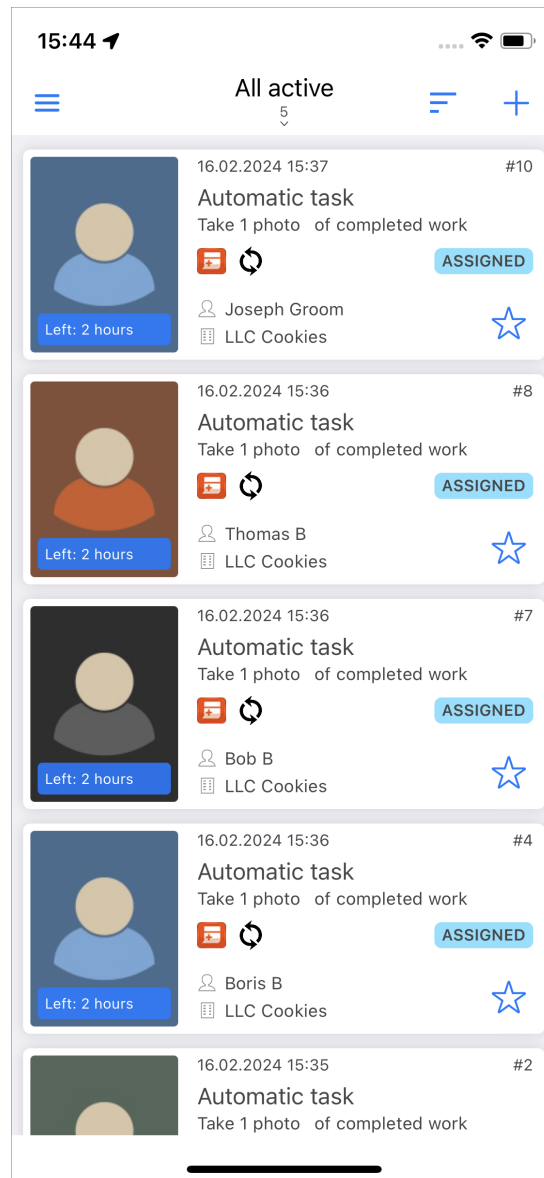 15:44
All active
5
16.02.2024 15:37 #10
Automatic task
Take 1 photo of completed work
ASSIGNED
Left: 2 hours
Joseph Groom
LLC Cookies
16.02.2024 15:36 #8
Automatic task
Take 1 photo of completed work
ASSIGNED
Left: 2 hours
Thomas B
LLC Cookies
16.02.2024 15:36 #7
Automatic task
Take 1 photo of completed work
ASSIGNED
Left: 2 hours
Bob B
LLC Cookies
16.02.2024 15:36 #4
Automatic task
Take 1 photo of completed work
ASSIGNED
Left: 2 hours
Boris B
LLC Cookies
16.02.2024 15:35 #2
Automatic task
Take 1 photo of completed work